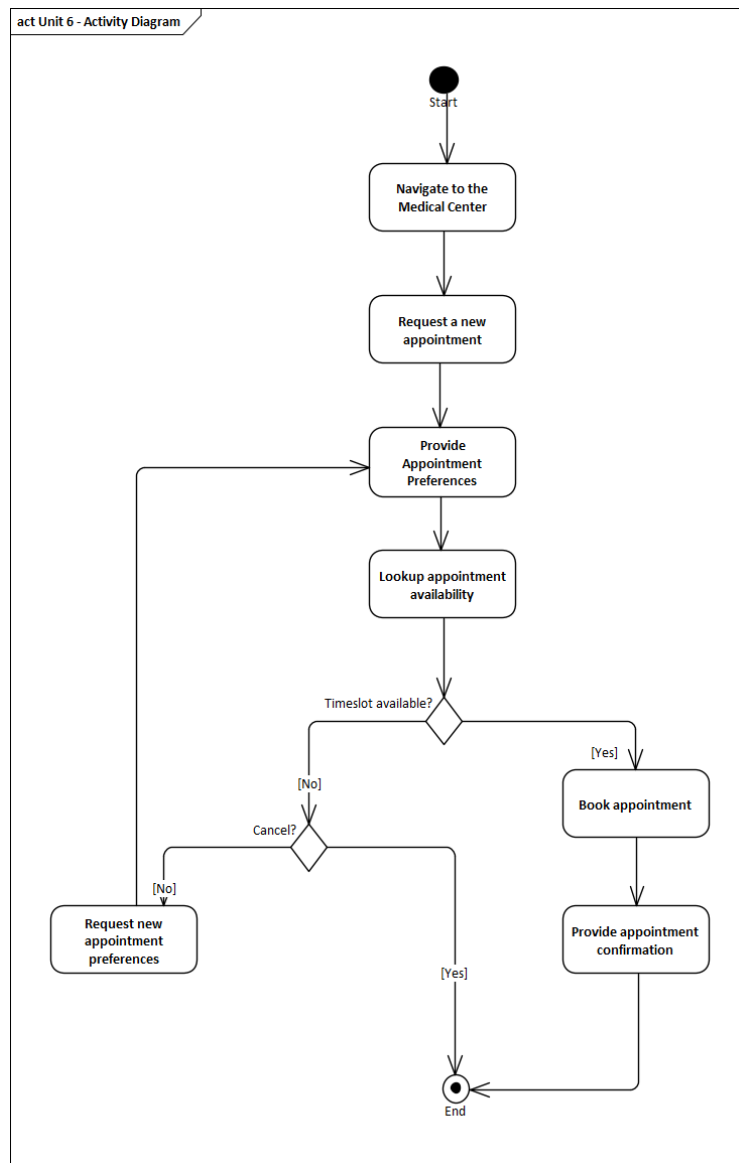 act Unit 6 - Activity Diagram
Start
Navigate to the
Medical Center
Request a new
appointment
Provide
Appointment
Preferences
Lookup appointment
availability
Timeslot available?
[Yes]
[No]
Book appointment
Cancel?
[No]
Request new
appointment
preferences
Provide appointment
confirmation
[Yes]
End